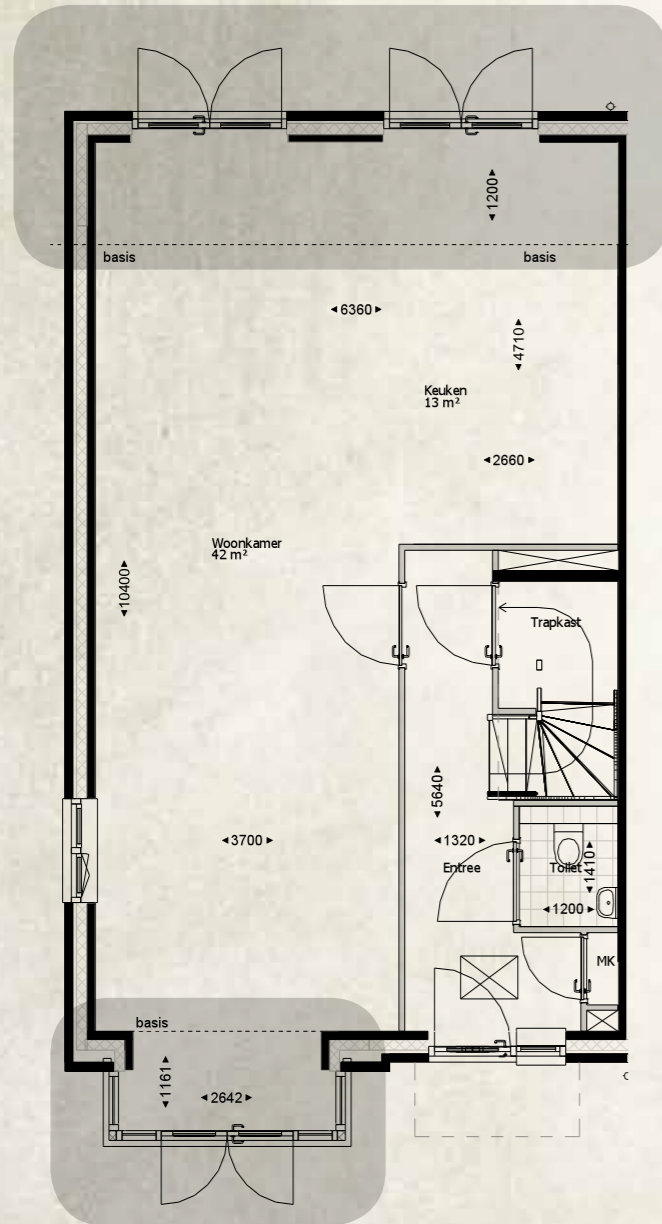 1200
basis
basis
6360
4710
Keuken
13 m²
2660
Woonkamer
42 m²
10400
Trapkast
5640
3700
1320
1410
Entree
Toilet
1200
MK
basis
1161
2642